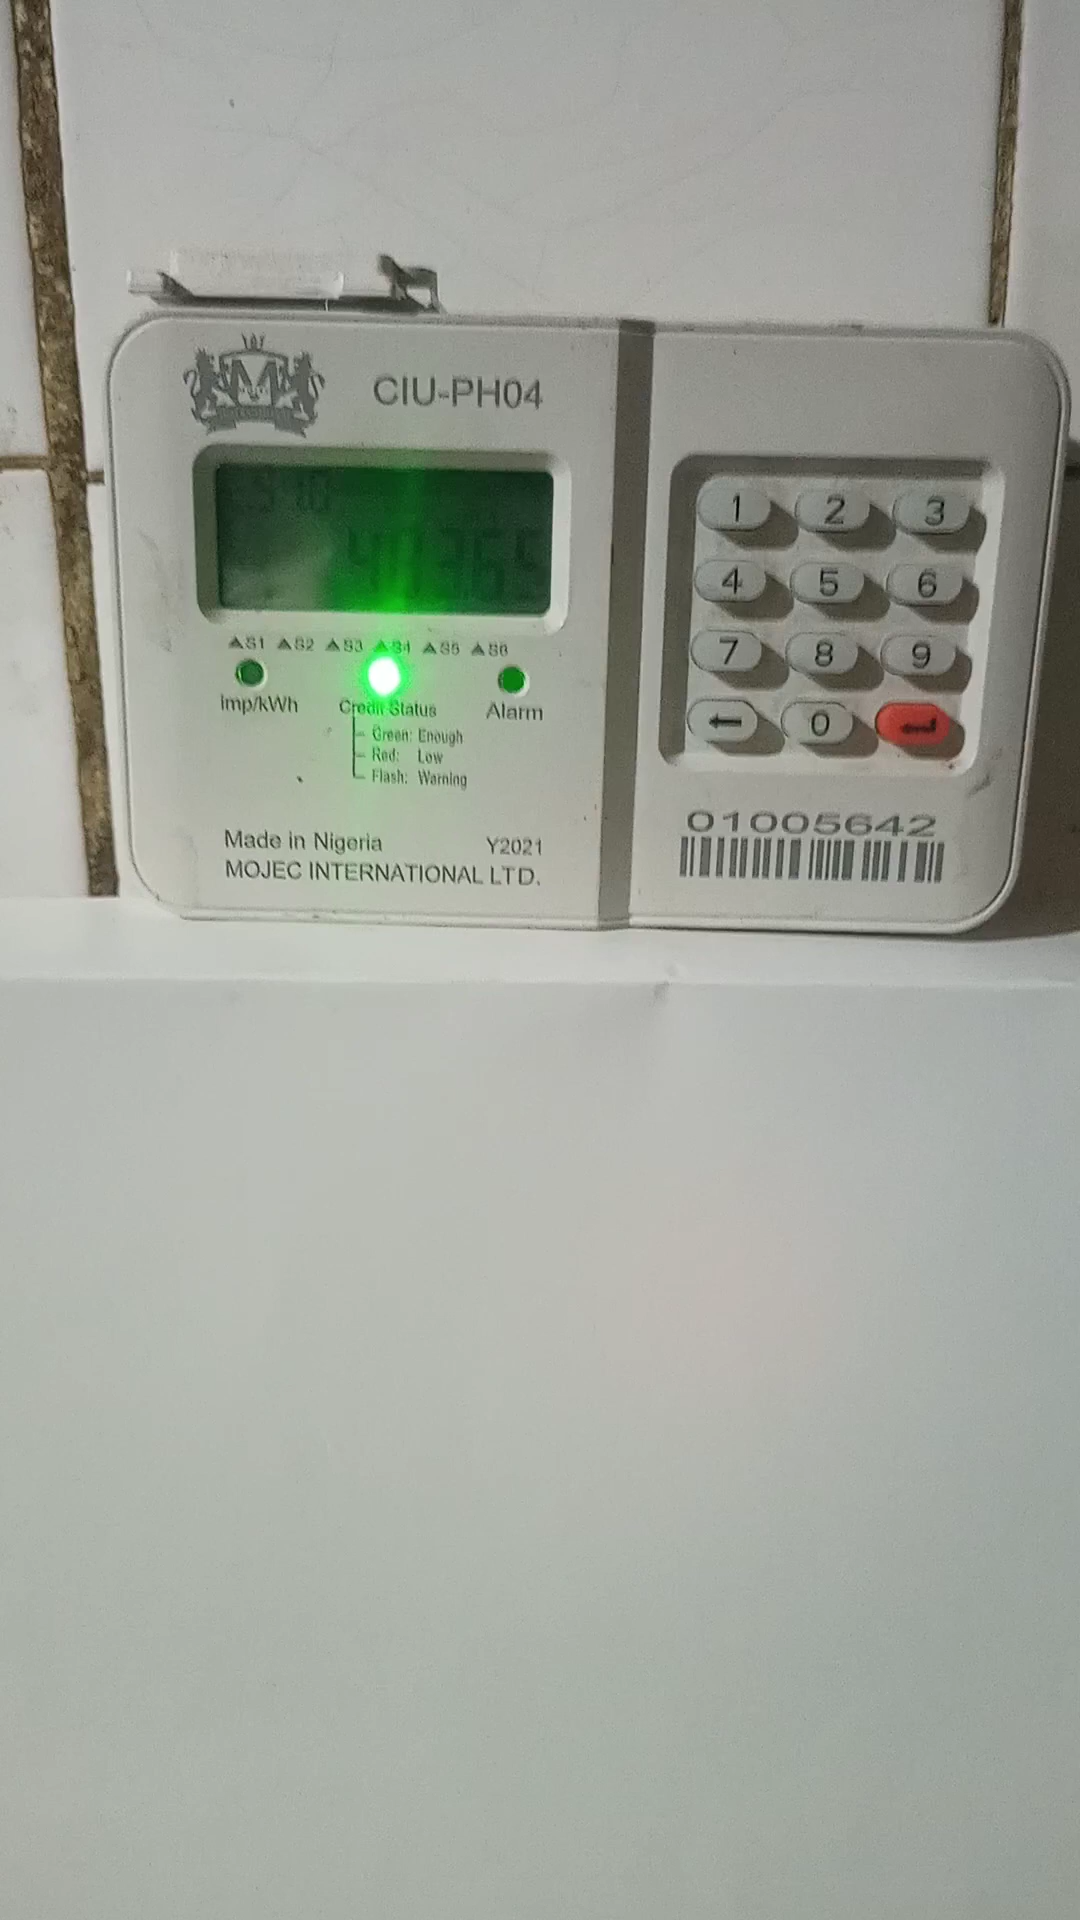 CIU-PH04
▲S1 ▲S2 ▲S3 ▲S4 ▲S5 ▲S6
imp/kWh Credit Status Alarm
Green: Enough
Red: Low
Flash: Warning
Made in Nigeria Y2021
MOJEC INTERNATIONAL LTD.
1 2 3
4 5 6
7 8 9
← 0 ↵
01005642